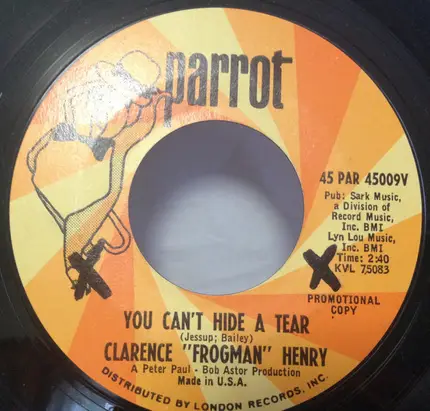 parrot
45 PAR 45009V
Pub: Sark Music,
a Division of
Record Music,
Inc. BMI
Lyn Lou Music,
Inc. BMI
Time: 2:40
KVL 75083
X
PROMOTIONAL
COPY
X
YOU CAN'T HIDE A TEAR
(Jessup; Bailey)
CLARENCE "FROGMAN" HENRY
A Peter Paul - Bob Astor Production
Made in U.S.A.
DISTRIBUTED BY LONDON RECORDS, INC.